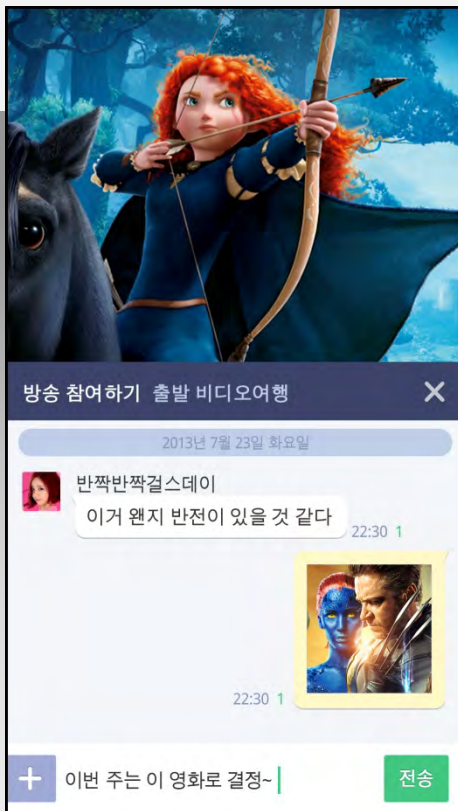 방송 참여하기 출발 비디오여행
2013년 7월 23일 화요일
반짝반짝걸스데이
이거 왠지 반전이 있을 것 같다
22:30 1
22:30 1
이번 주는 이 영화로 결정~
전송